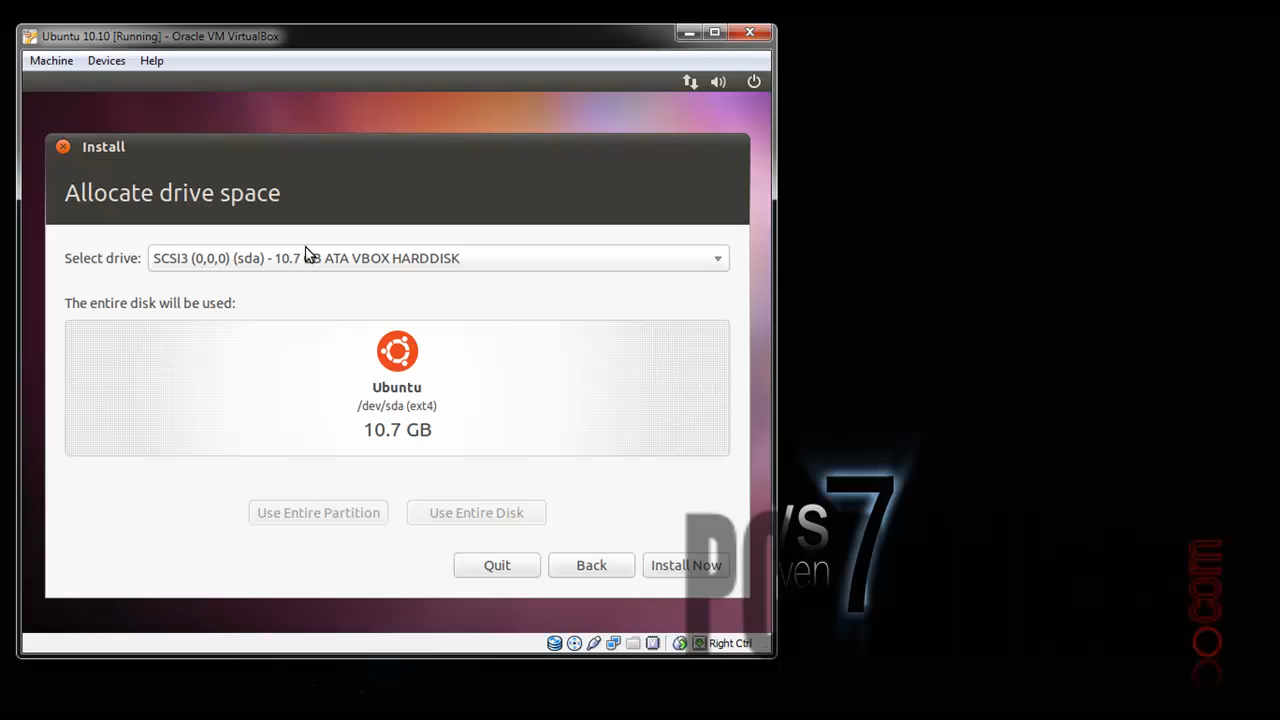 Ubuntu 10.10 [Running] - Oracle VM VirtualBox
Machine Devices Help
Install
Allocate drive space
Select drive: SCSI3 (0,0,0) (sda) - 10.7 GB ATA VBOX HARDDISK
The entire disk will be used:
Ubuntu
/dev/sda (ext4)
10.7 GB
Use Entire Partition Use Entire Disk
Quit Back Install Now
Right Ctrl
7